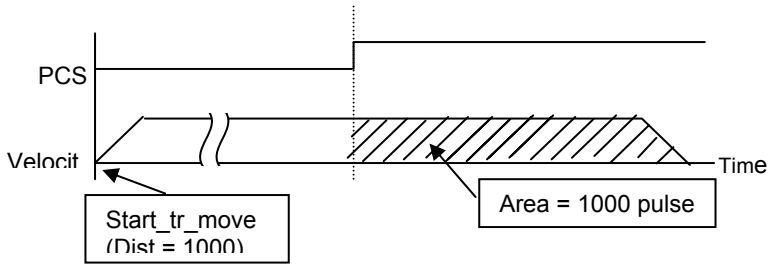 PCS
Velocit
Time
Start_tr_move
(Dist = 1000)
Area = 1000 pulse